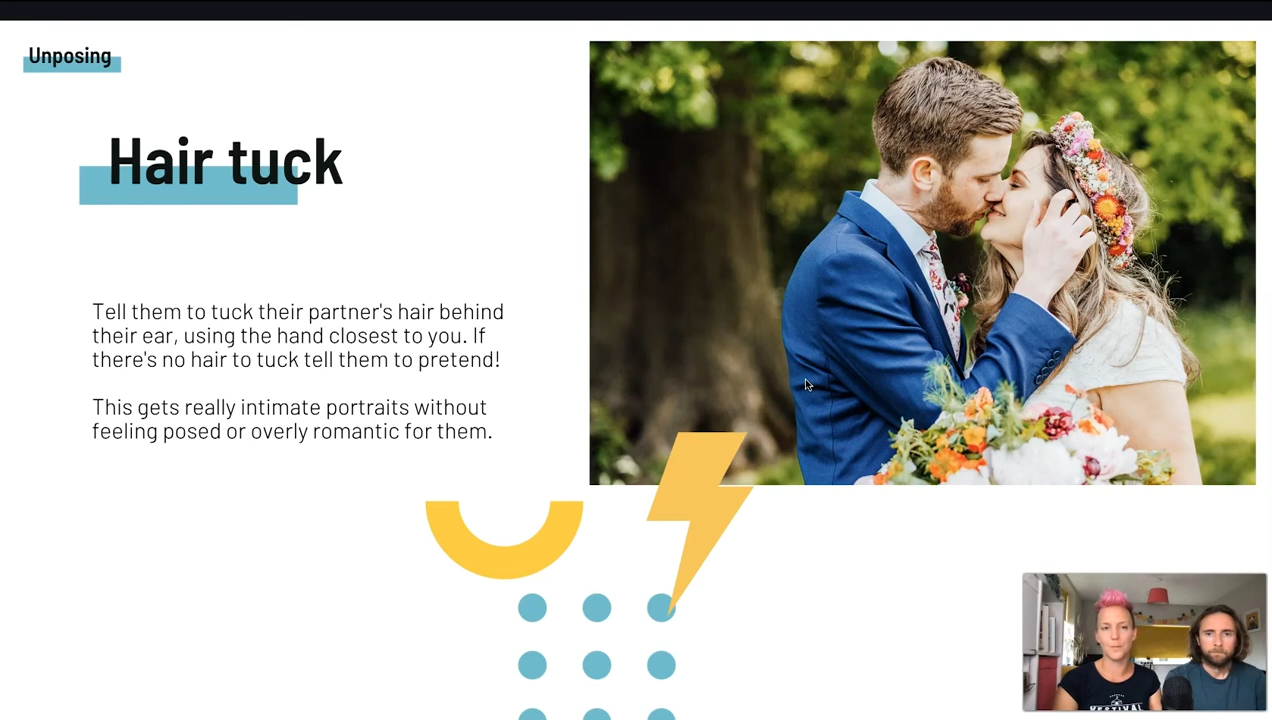 Unposing
Hair tuck
Tell them to tuck their partner's hair behind
their ear, using the hand closest to you. If
there's no hair to tuck tell them to pretend!
This gets really intimate portraits without
feeling posed or overly romantic for them.